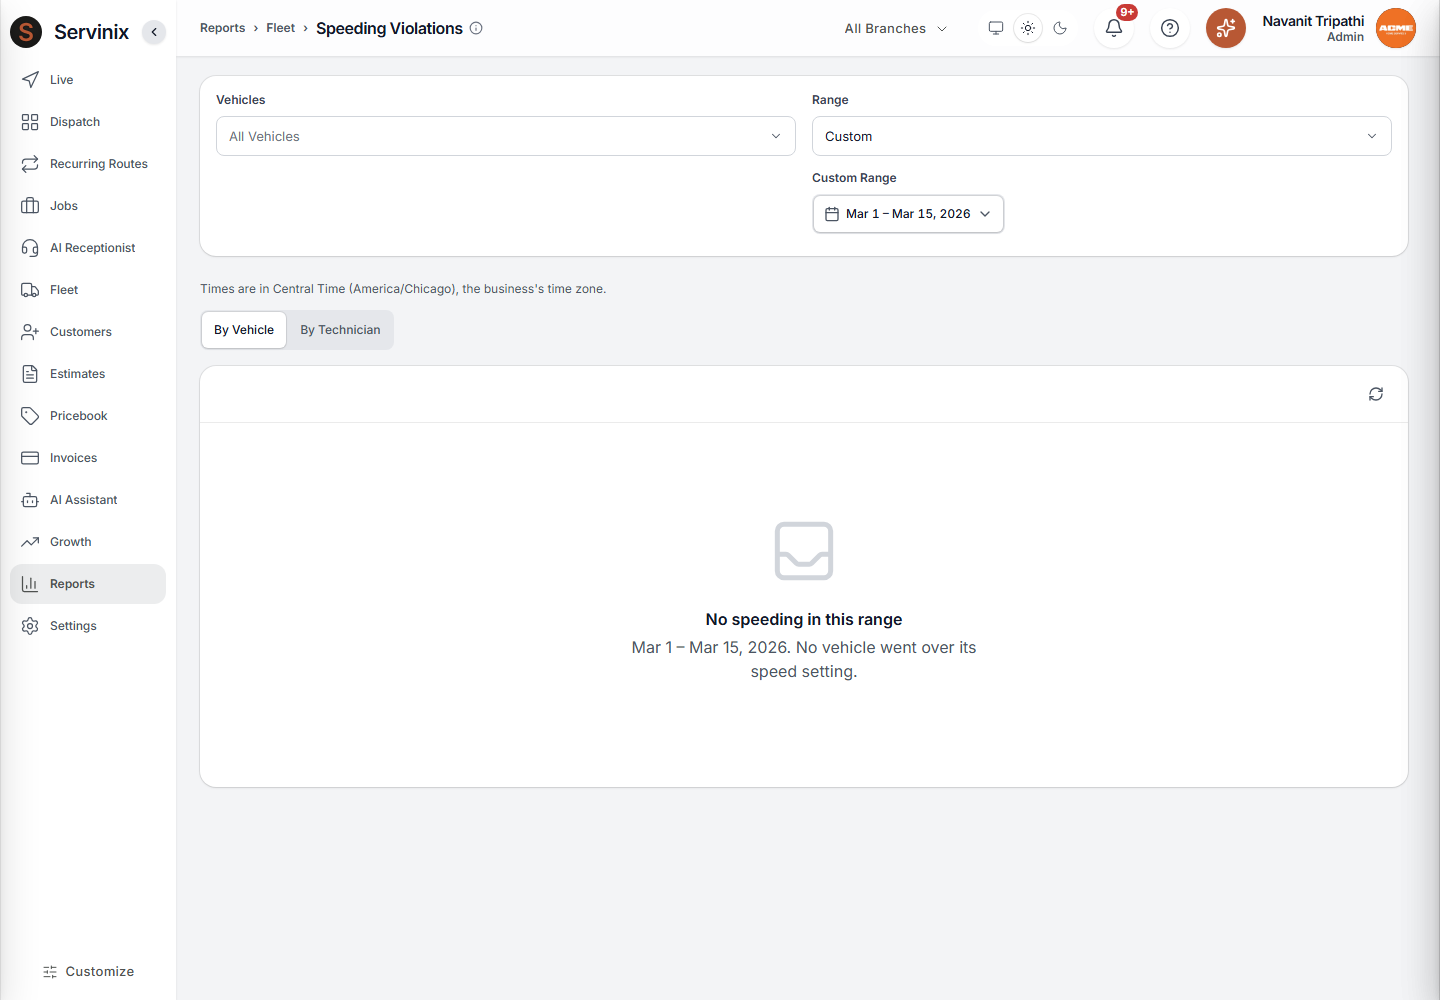 S Servinix
Live
Dispatch
Recurring Routes
Jobs
AI Receptionist
Fleet
Customers
Estimates
Pricebook
Invoices
AI Assistant
Growth
Reports
Settings
Customize
Reports › Fleet › Speeding Violations
All Branches
9+
Navanit Tripathi
Admin
ACME
Vehicles
All Vehicles
Range
Custom
Custom Range
Mar 1 – Mar 15, 2026
Times are in Central Time (America/Chicago), the business's time zone.
By Vehicle By Technician
No speeding in this range
Mar 1 – Mar 15, 2026. No vehicle went over its
speed setting.